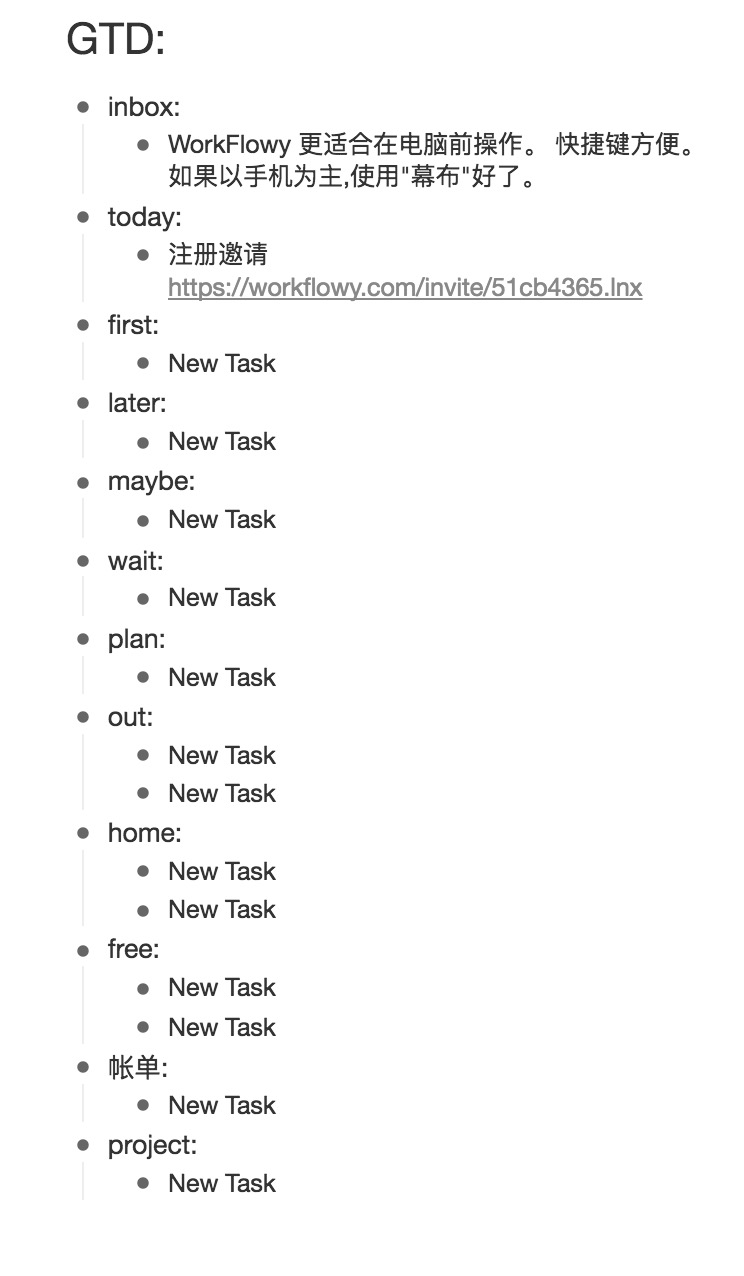 GTD:
inbox:
WorkFlowy 更适合在电脑前操作。 快捷键方便。
如果以手机为主,使用"幕布"好了。
today:
注册邀请
https://workflowy.com/invite/51cb4365.lnx
first:
New Task
later:
New Task
maybe:
New Task
wait:
New Task
plan:
New Task
out:
New Task
New Task
home:
New Task
New Task
free:
New Task
New Task
帐单:
New Task
project:
New Task